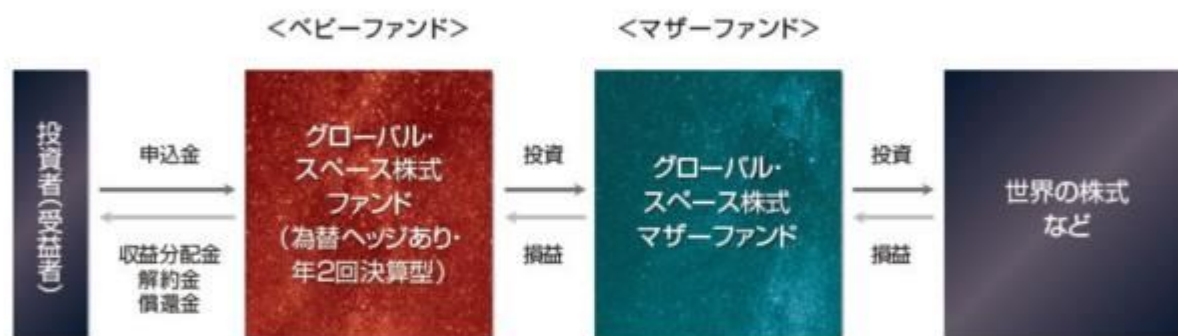 ＜ベビーファンド＞
＜マザーファンド＞
投資者(受益者)
申込金
収益分配金
解約金
償還金
グローバル・
スペース株式
ファンド
(為替ヘッジあり・
年2回決算型)
投資
損益
グローバル・
スペース株式
マザーファンド
投資
損益
世界の株式
など